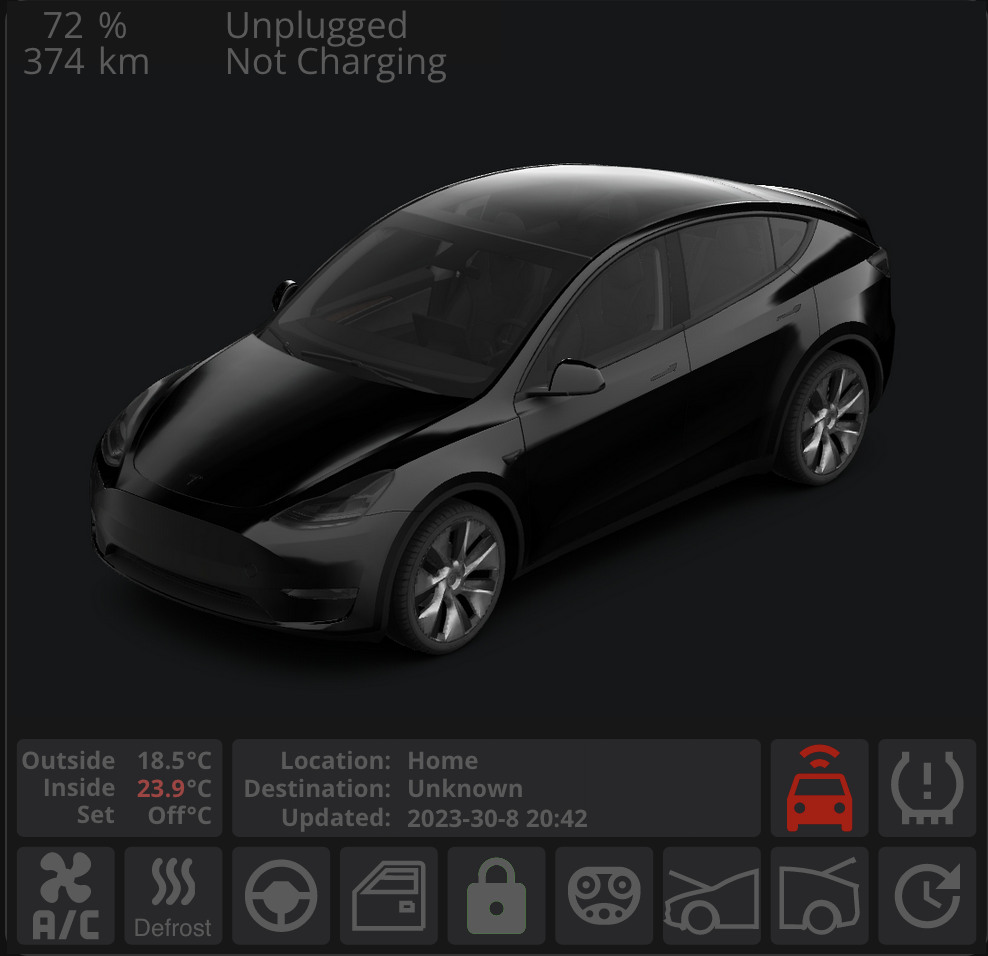 72 % Unplugged
374 km Not Charging
Outside 18.5°C
Inside 23.9°C
Set Off°C
Location: Home
Destination: Unknown
Updated: 2023-30-8 20:42
A/C
Defrost